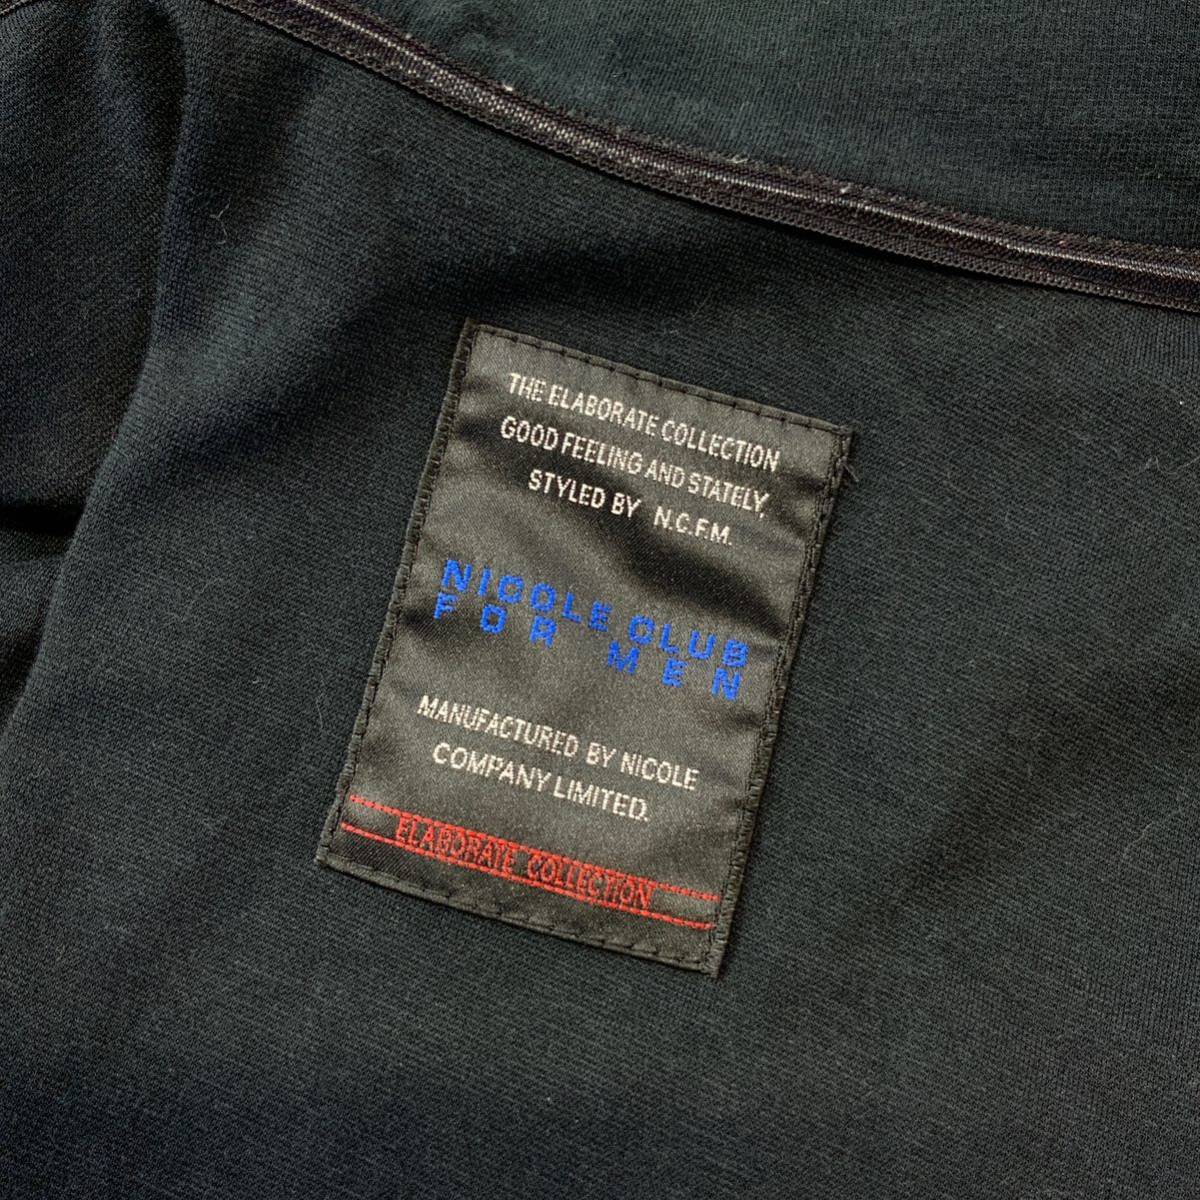 THE ELABORATE COLLECTION
GOOD FEELING AND STATELY,
STYLED BY N.C.F.M.
NICOLE CLUB
FOR MEN
MANUFACTURED BY NICOLE
COMPANY LIMITED.
ELABORATE COLLECTION